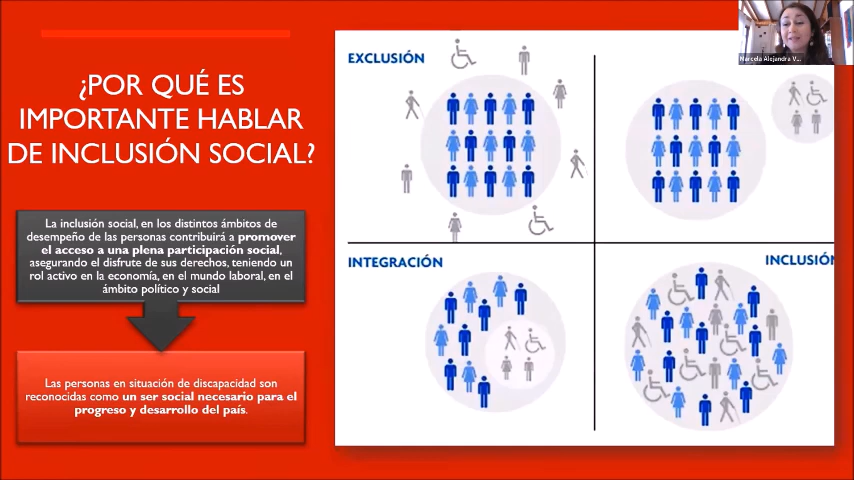 ¿POR QUÉ ES
IMPORTANTE HABLAR
DE INCLUSIÓN SOCIAL?
La inclusión social, en los distintos ámbitos de
desempeño de las personas contribuirá a promover
el acceso a una plena participación social,
asegurando el disfrute de sus derechos, teniendo un
rol activo en la economía, en el mundo laboral, en el
ámbito político y social
Las personas en situación de discapacidad son
reconocidas como un ser social necesario para el
progreso y desarrollo del país.
EXCLUSIÓN
INTEGRACIÓN
INCLUSIÓN
Marcela Alejandra V...